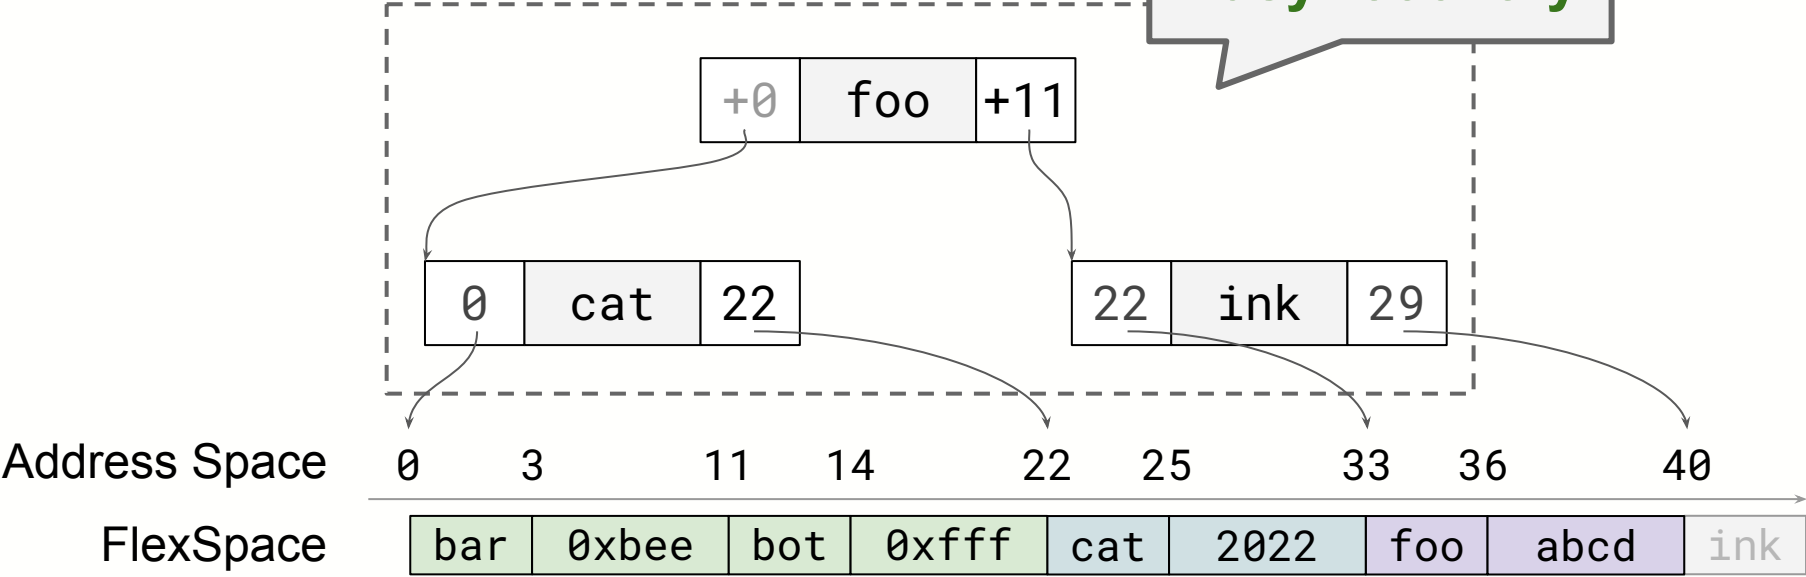 +0 foo +11
0 cat 22 22 ink 29
Address Space 0 3 11 14 22 25 33 36 40
FlexSpace bar 0xbee bot 0xfff cat 2022 foo abcd ink